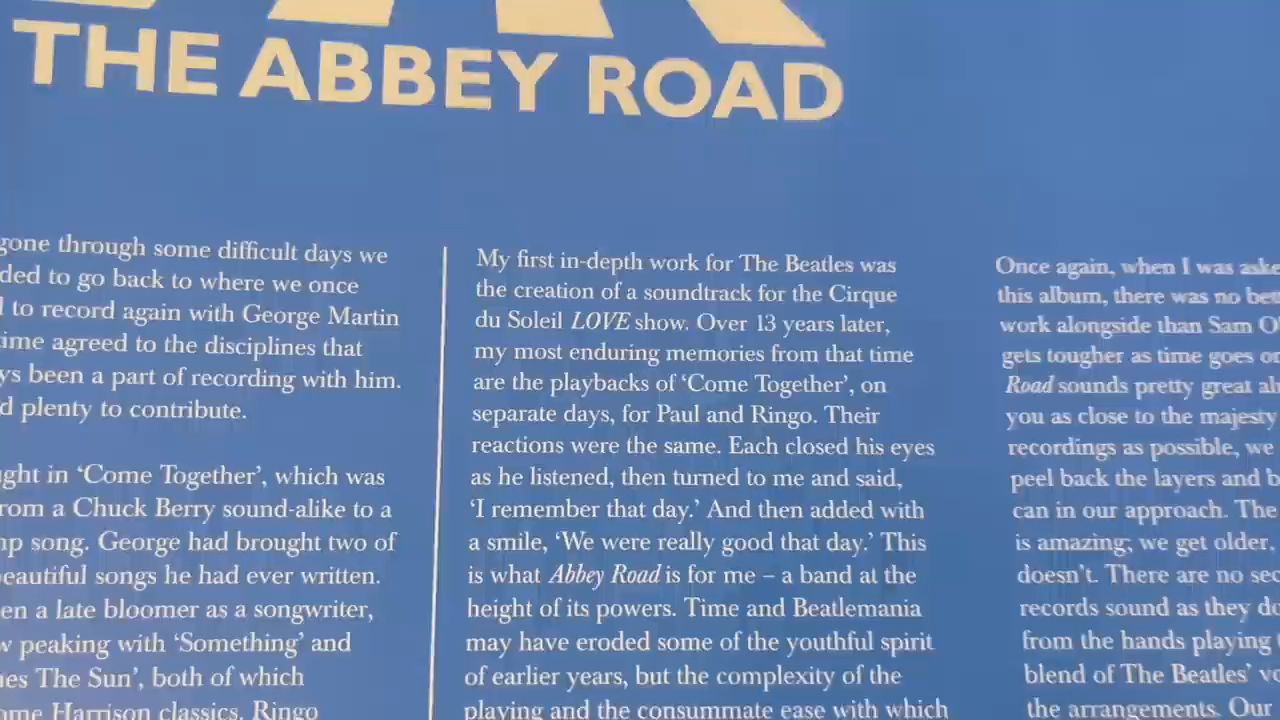 THE ABBEY ROAD
gone through some difficult days we
to go back to where we once
to record again with George Martin
agreed to the disciplines that
been a part of recording with him.
plenty to contribute.
in ‘Come Together’, which was
from a Chuck Berry sound-alike to a
song. George had brought two of
beautiful songs he had ever written.
a late bloomer as a songwriter,
peaking with ‘Something’ and
The Sun’, both of which
Harrison classics. Ringo
My first in-depth work for The Beatles was
the creation of a soundtrack for the Cirque
du Soleil LOVE show. Over 13 years later,
my most enduring memories from that time
are the playbacks of ‘Come Together’, on
separate days, for Paul and Ringo. Their
reactions were the same. Each closed his eyes
as he listened, then turned to me and said,
‘I remember that day.’ And then added with
a smile, ‘We were really good that day.’ This
is what Abbey Road is for me – a band at the
height of its powers. Time and Beatlemania
may have eroded some of the youthful spirit
of earlier years, but the complexity of the
playing and the consummate ease with which
Once again, when I was
this album, there was no
work alongside than Sam
gets tougher as time goes
Road sounds pretty great
you as close to the majesty
recordings as possible, we
peel back the layers and
can in our approach. The
is amazing; we get older,
doesn’t. There are no
records sound as they
from the hands playing
blend of The Beatles’
the arrangements. Our